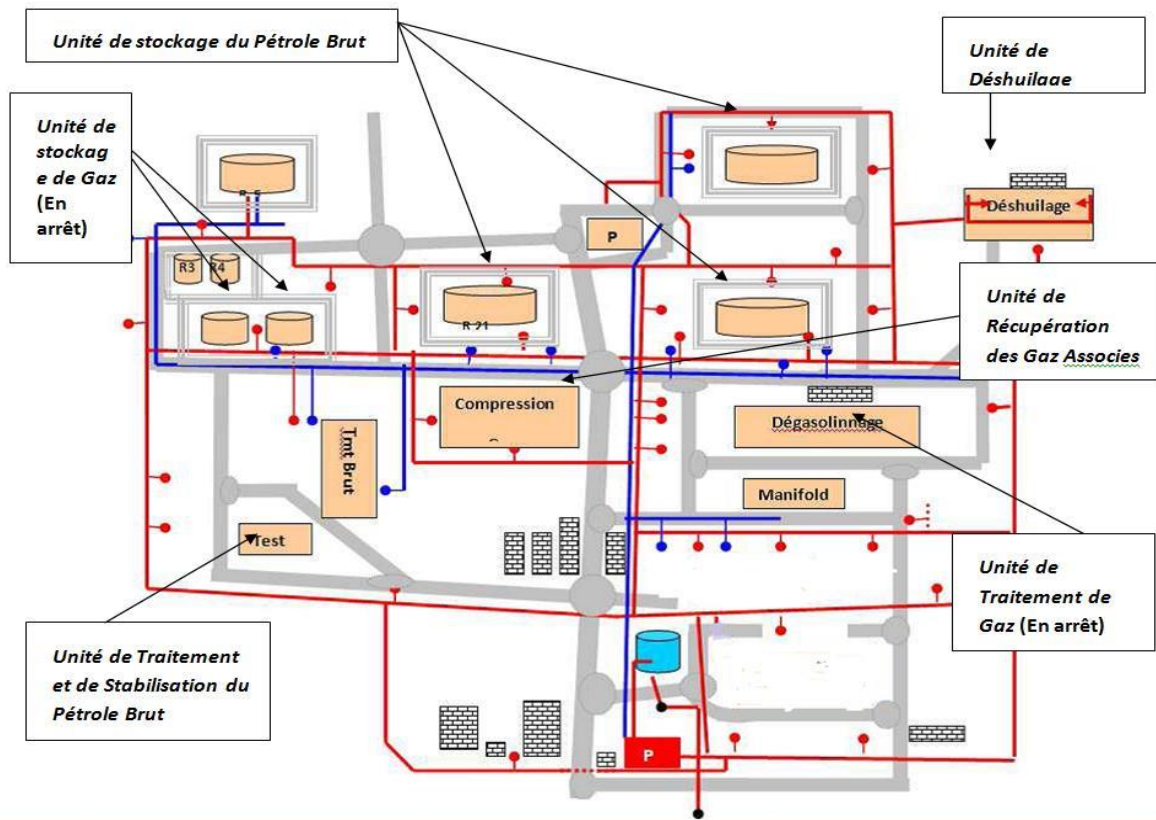 Unité de stockage du Pétrole Brut
Unité de
Déshuilage
Unité de
stockag
e de Gaz
(En
arrêt)
Déshuilage
P
R3
R4
R 21
Unité de
Récupération
des Gaz Associes
Compression
Dégasolinnage
Tmt Brut
Manifold
Test
Unité de
Traitement de
Gaz (En arrêt)
Unité de Traitement
et de Stabilisation du
Pétrole Brut
P